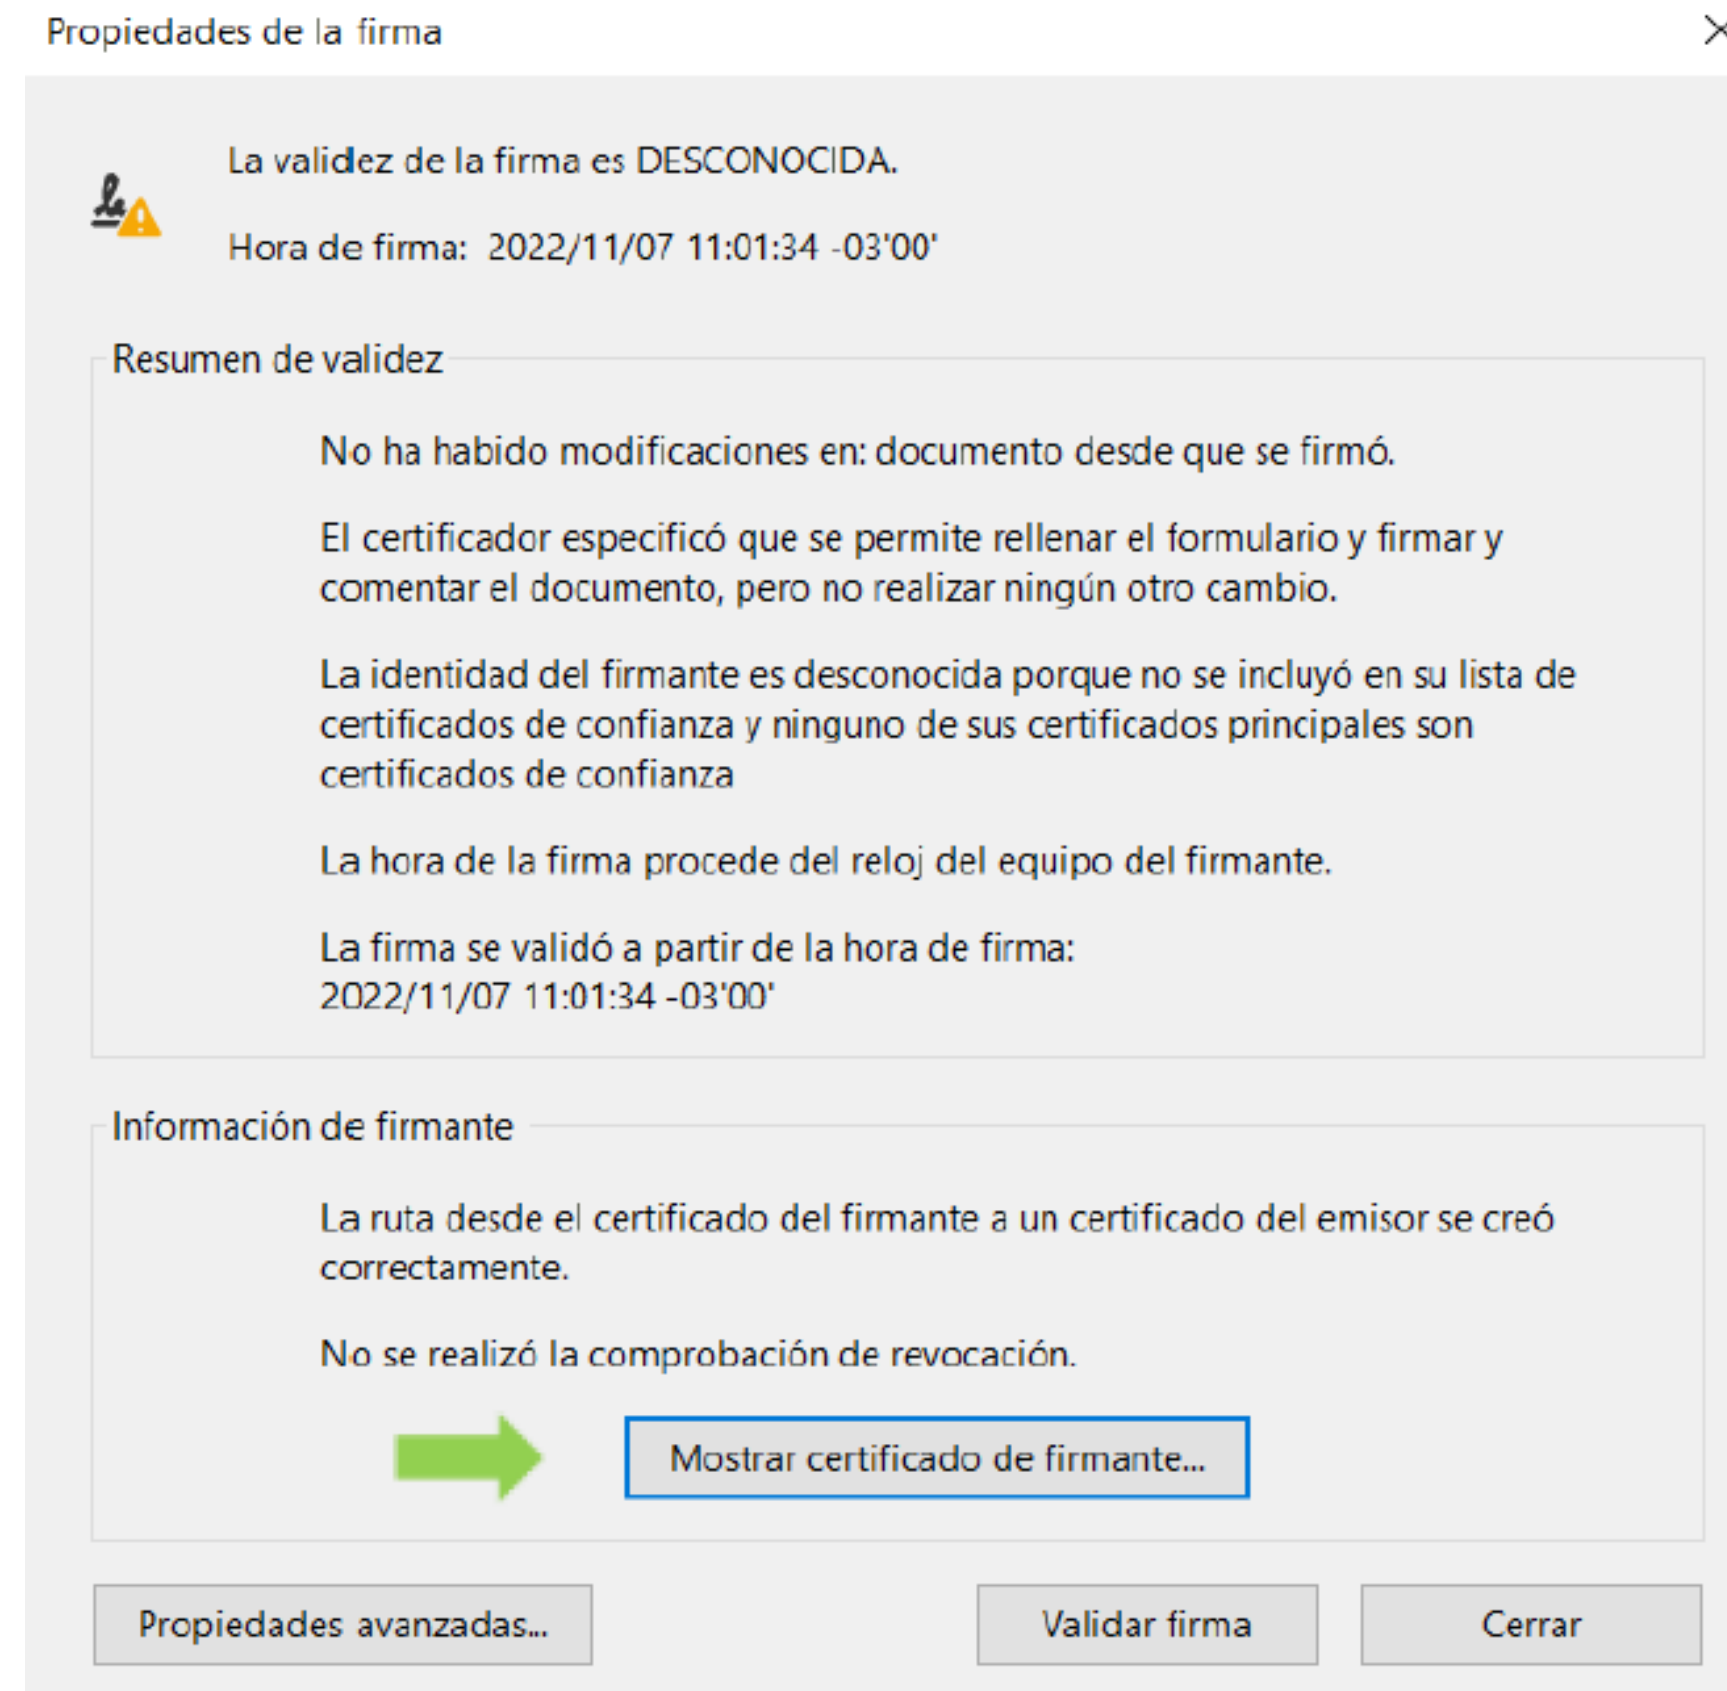 Propiedades de la firma
La validez de la firma es DESCONOCIDA.
Hora de firma: 2022/11/07 11:01:34 -03'00'
Resumen de validez
No ha habido modificaciones en: documento desde que se firmó.
El certificador especificó que se permite rellenar el formulario y firmar y
comentar el documento, pero no realizar ningún otro cambio.
La identidad del firmante es desconocida porque no se incluyó en su lista de
certificados de confianza y ninguno de sus certificados principales son
certificados de confianza
La hora de la firma procede del reloj del equipo del firmante.
La firma se validó a partir de la hora de firma:
2022/11/07 11:01:34 -03'00'
Información de firmante
La ruta desde el certificado del firmante a un certificado del emisor se creó
correctamente.
No se realizó la comprobación de revocación.
Mostrar certificado de firmante...
Propiedades avanzadas...
Validar firma
Cerrar